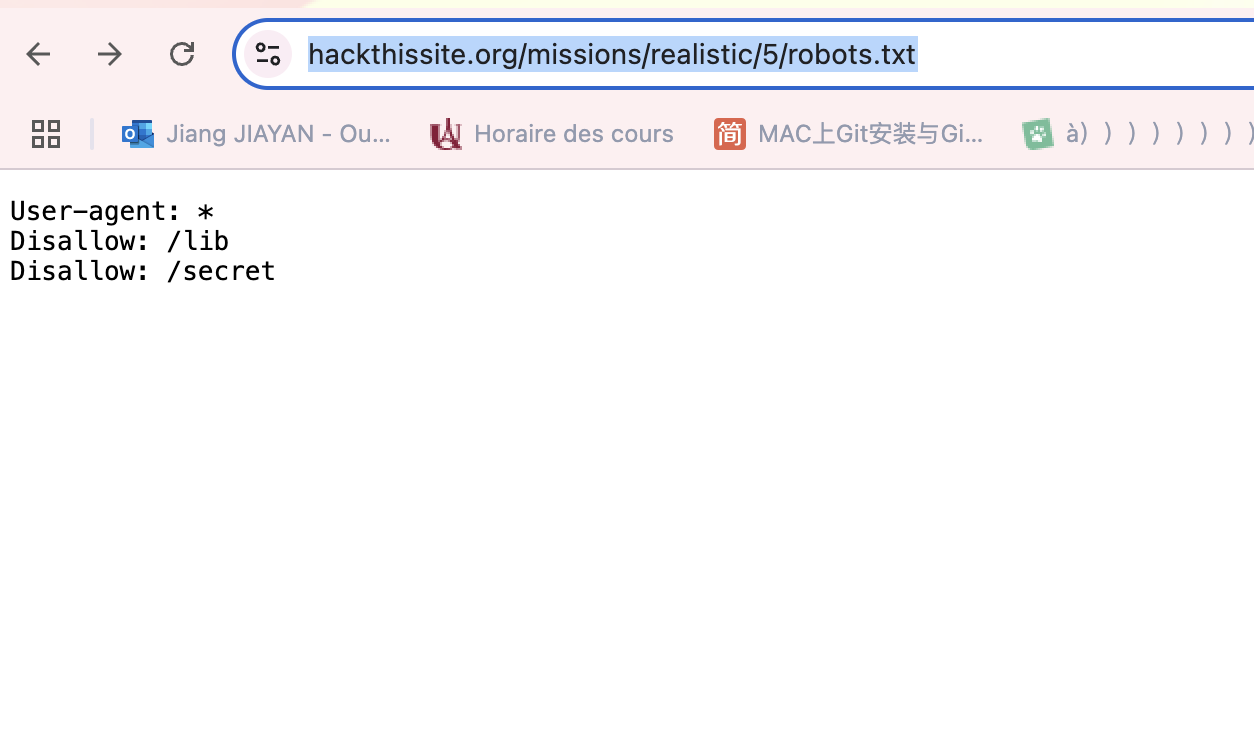 hackthissite.org/missions/realistic/5/robots.txt
Jiang JIAYAN - Ou... Horaire des cours 简 MAC上Git安装与Gi... à) ) ) ) ) ) ) )
User-agent: *
Disallow: /lib
Disallow: /secret